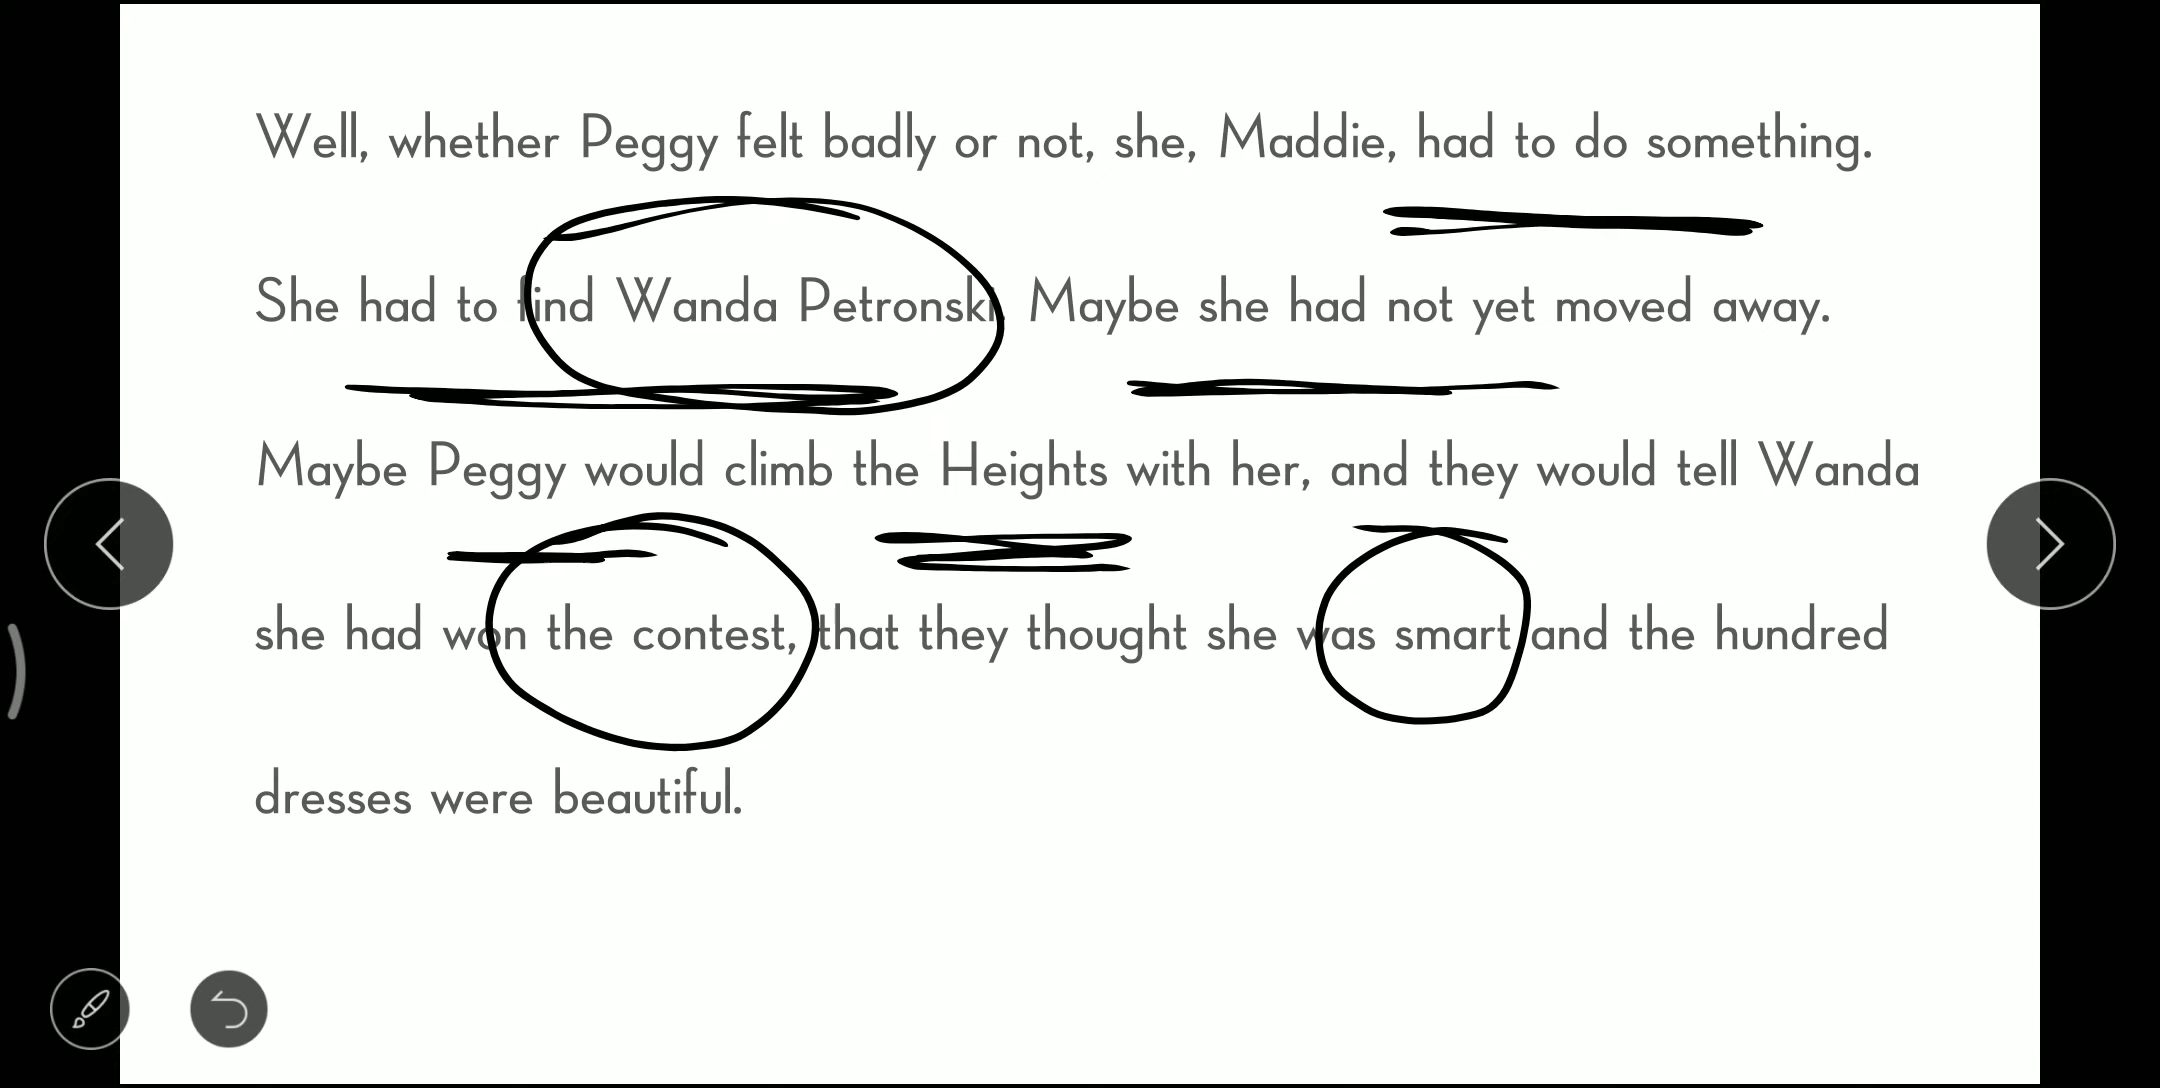 Well, whether Peggy felt badly or not, she, Maddie, had to do something.
She had to find Wanda Petronski. Maybe she had not yet moved away.
Maybe Peggy would climb the Heights with her, and they would tell Wanda
she had won the contest, that they thought she was smart and the hundred
dresses were beautiful.